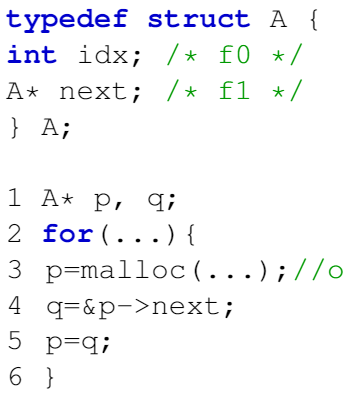 typedef struct A {
int idx; /* f0 */
A* next; /* f1 */
} A;
1 A* p, q;
2 for(...){
3 p=malloc(...);//o
4 q=&p->next;
5 p=q;
6 }